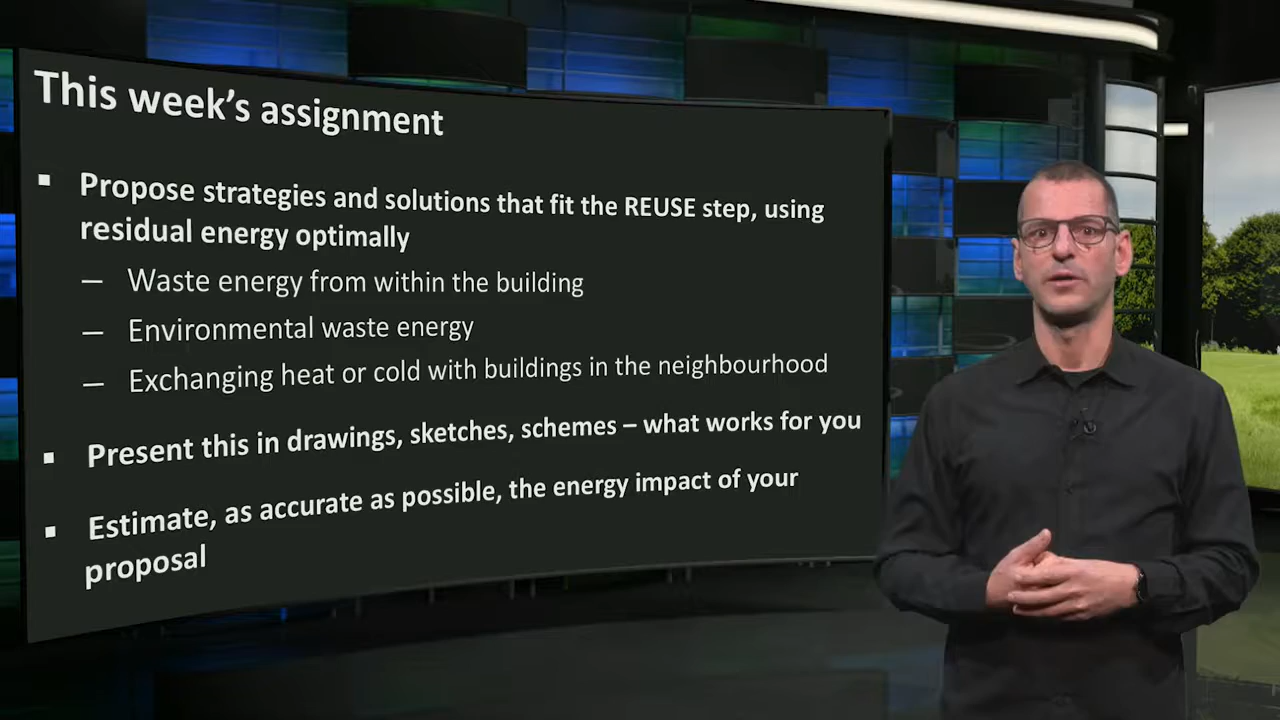 This week's assignment
▪ Propose strategies and solutions that fit the REUSE step, using
residual energy optimally
— Waste energy from within the building
— Environmental waste energy
— Exchanging heat or cold with buildings in the neighbourhood
▪ Present this in drawings, sketches, schemes – what works for you
▪ Estimate, as accurate as possible, the energy impact of your
proposal